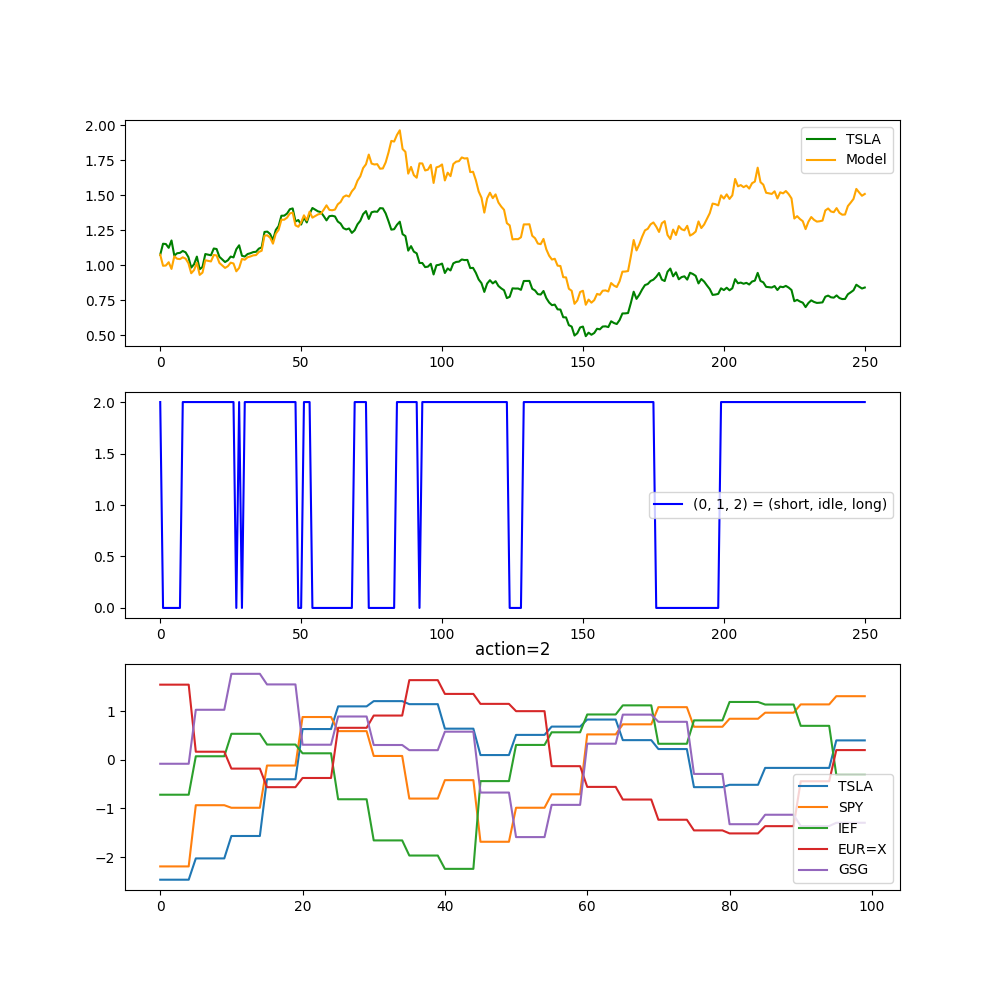 2.00
1.75
1.50
1.25
1.00
0.75
0.50
TSLA
Model
0 50 100 150 200 250
2.0
1.5
1.0
0.5
0.0
(0, 1, 2) = (short, idle, long)
0 50 100 150 200 250
action=2
1
0
−1
−2
TSLA
SPY
IEF
EUR=X
GSG
0 20 40 60 80 100